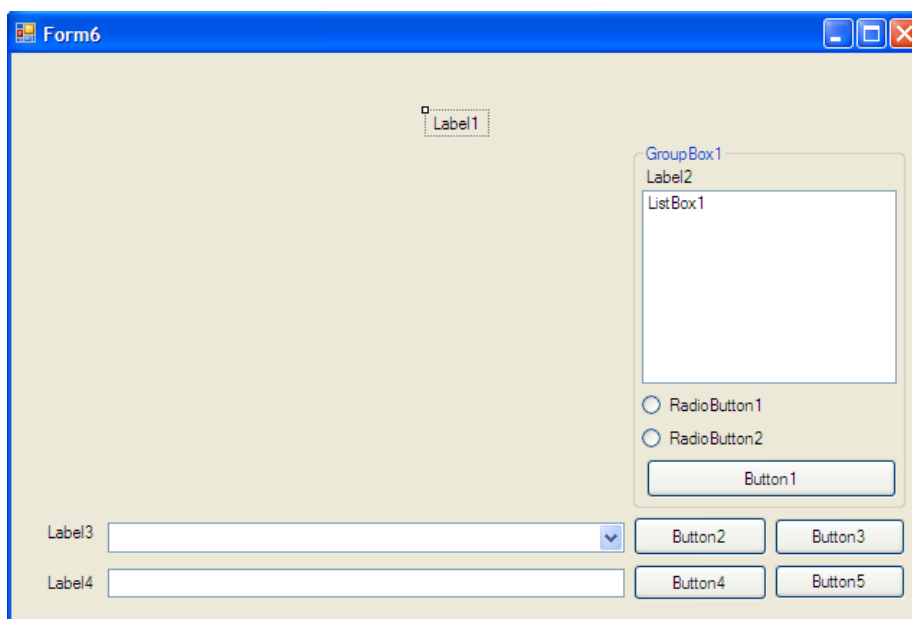 Form6
Label1
GroupBox1
Label2
ListBox1
RadioButton1
RadioButton2
Button1
Label3
Button2
Button3
Label4
Button4
Button5